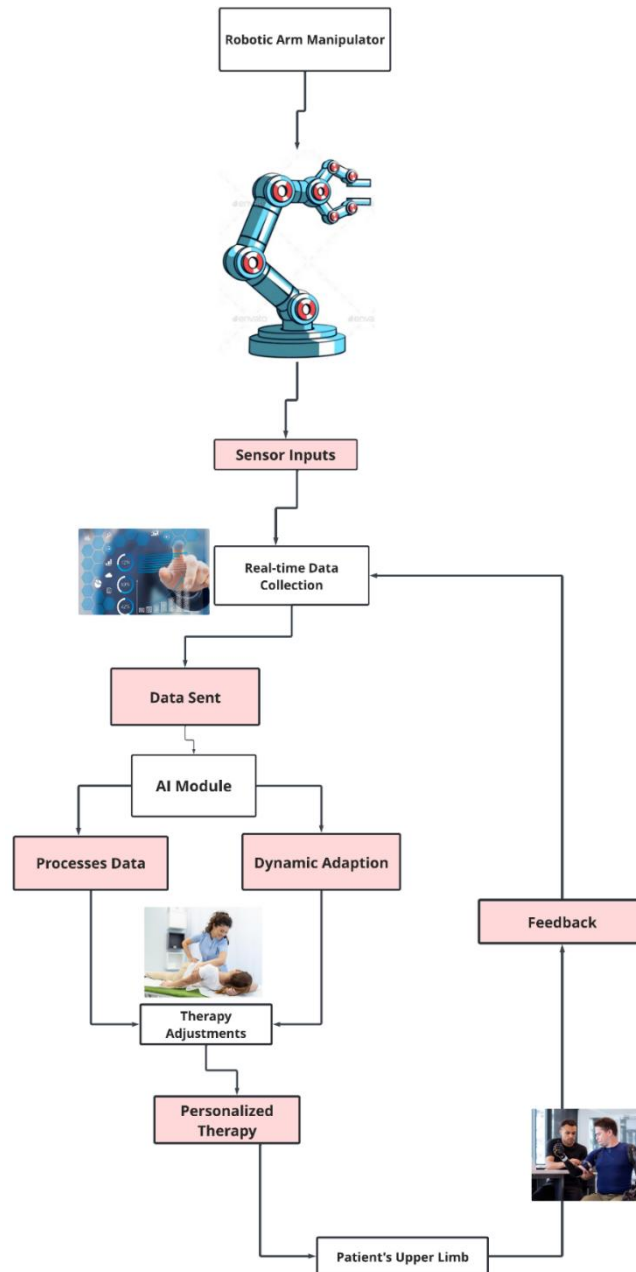 Robotic Arm Manipulator
Sensor Inputs
Real-time Data
Collection
Data Sent
AI Module
Processes Data
Dynamic Adaption
Feedback
Therapy
Adjustments
Personalized
Therapy
Patient's Upper Limb